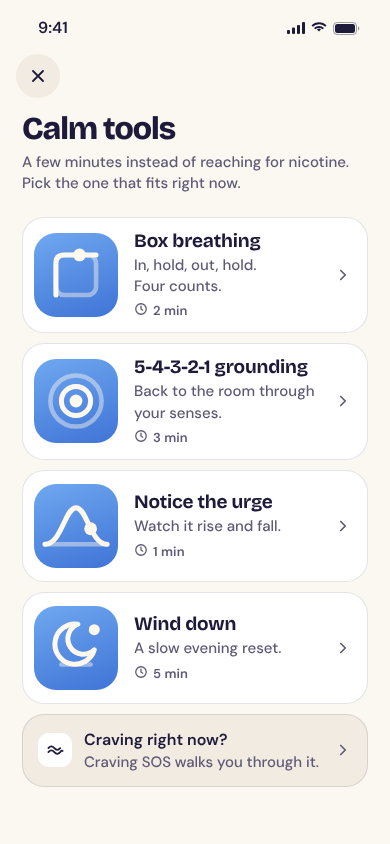 9:41
Calm tools
A few minutes instead of reaching for nicotine.
Pick the one that fits right now.
Box breathing
In, hold, out, hold.
Four counts.
2 min
5-4-3-2-1 grounding
Back to the room through
your senses.
3 min
Notice the urge
Watch it rise and fall.
1 min
Wind down
A slow evening reset.
5 min
Craving right now?
Craving SOS walks you through it.